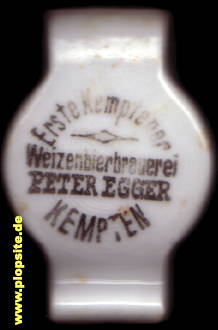 Erste Kemptener
Weizenbierbrauerei
PETER EGGER
KEMPTEN
www.plopsite.de